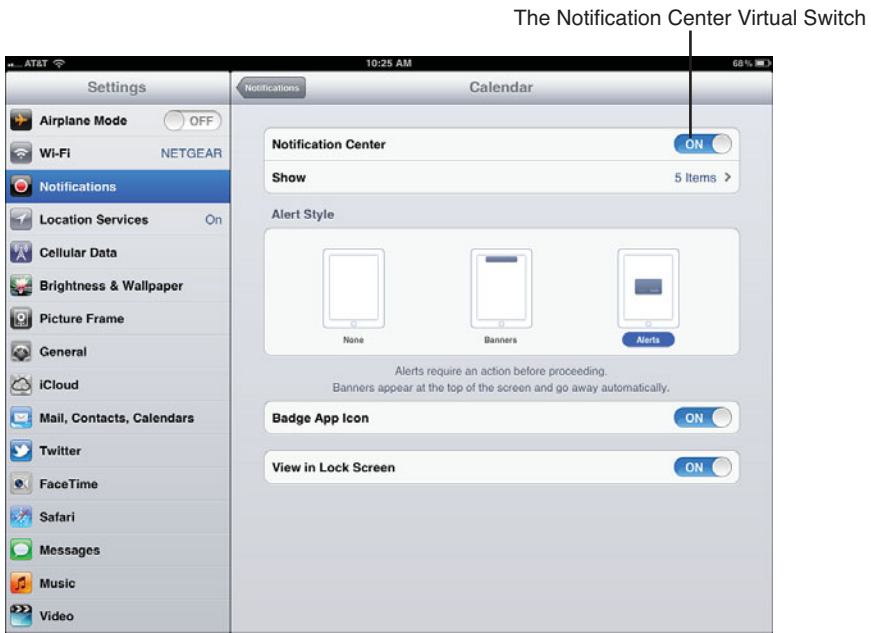 The Notification Center Virtual Switch
AT&T 10:25 AM 68%
Settings
Notifications Calendar
Airplane Mode OFF
Wi-Fi NETGEAR
Notifications
Location Services On
Cellular Data
Brightness & Wallpaper
Picture Frame
General
iCloud
Mail, Contacts, Calendars
Twitter
FaceTime
Safari
Messages
Music
Video
Notification Center ON
Show 5 Items >
Alert Style
None Banners Alerts
Alerts require an action before proceeding.
Banners appear at the top of the screen and go away automatically.
Badge App Icon ON
View in Lock Screen ON